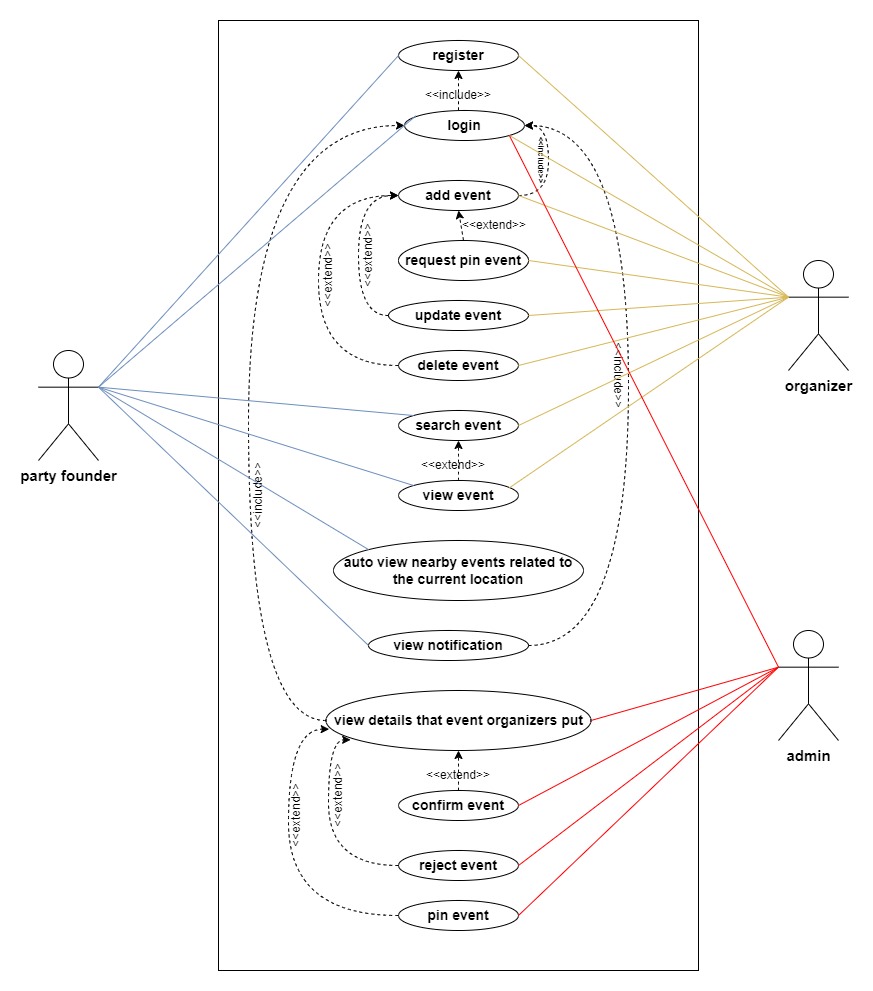 register
<<include>>
login
<<include>>
add event
<<extend>>
<<extend>>
<<extend>>
request pin event
update event
delete event
organizer
<<include>>
search event
<<extend>>
party founder
view event
<<include>>
auto view nearby events related to
the current location
view notification
view details that event organizers put
admin
<<extend>>
<<extend>>
<<extend>>
confirm event
reject event
pin event